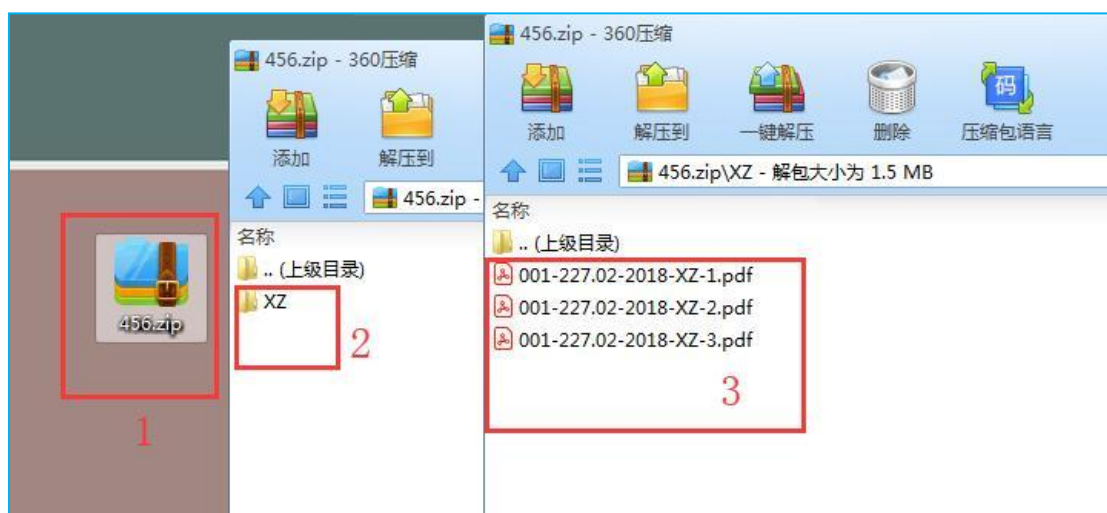 456.zip
1
456.zip - 360压缩
添加
解压到
456.zip -
名称
.. (上级目录)
XZ
2
456.zip - 360压缩
添加
解压到
一键解压
删除
码
压缩包语言
456.zip\XZ - 解包大小为 1.5 MB
名称
.. (上级目录)
001-227.02-2018-XZ-1.pdf
001-227.02-2018-XZ-2.pdf
001-227.02-2018-XZ-3.pdf
3